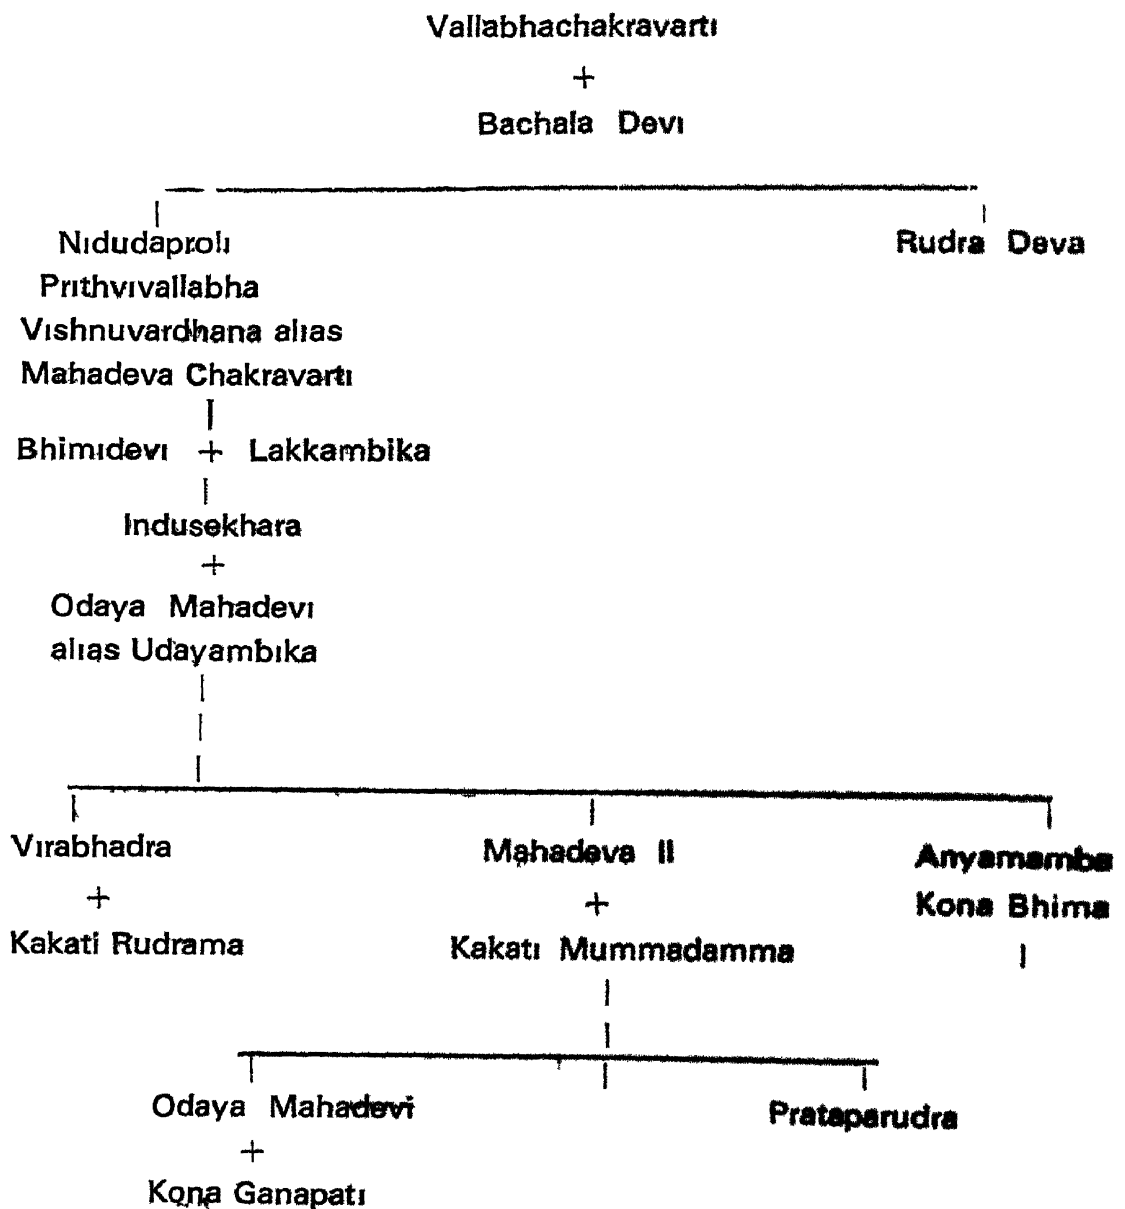 Vallabhachakravarti
+
Bachala Devi
Nidudaproli
Rudra Deva
Prithvivallabha
Vishnuvardhana alias
Mahadeva Chakravarti
Bhimidevi + Lakkambika
Indusekhara
+
Odaya Mahadevi
alias Udayambika
Virabhadra
Mahadeva II
Anyamamba
+
+
Kona Bhima
Kakati Rudrama
Kakati Mummadamma
Odaya Mahadevi
Prataparudra
+
Kona Ganapati